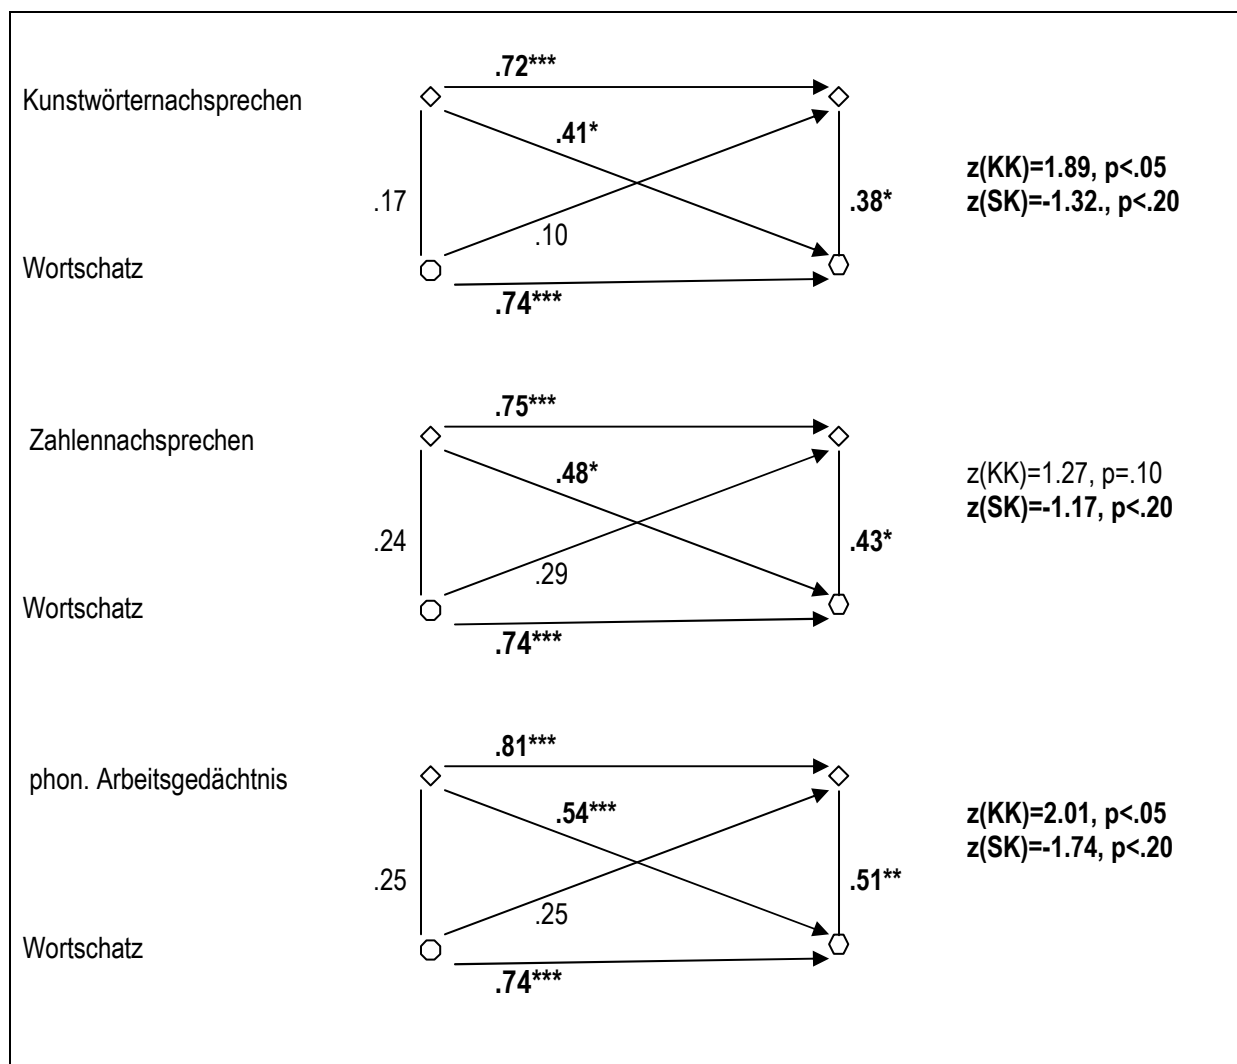 .72***
Kunstwörternachsprechen
.41*
z(KK)=1.89, p<.05
.17
.38*
z(SK)=-1.32., p<.20
.10
Wortschatz
.74***
.75***
Zahlennachsprechen
.48*
z(KK)=1.27, p=.10
z(SK)=-1.17, p<.20
.24
.43*
.29
Wortschatz
.74***
.81***
phon. Arbeitsgedächtnis
.54***
z(KK)=2.01, p<.05
z(SK)=-1.74, p<.20
.25
.51**
.25
Wortschatz
.74***